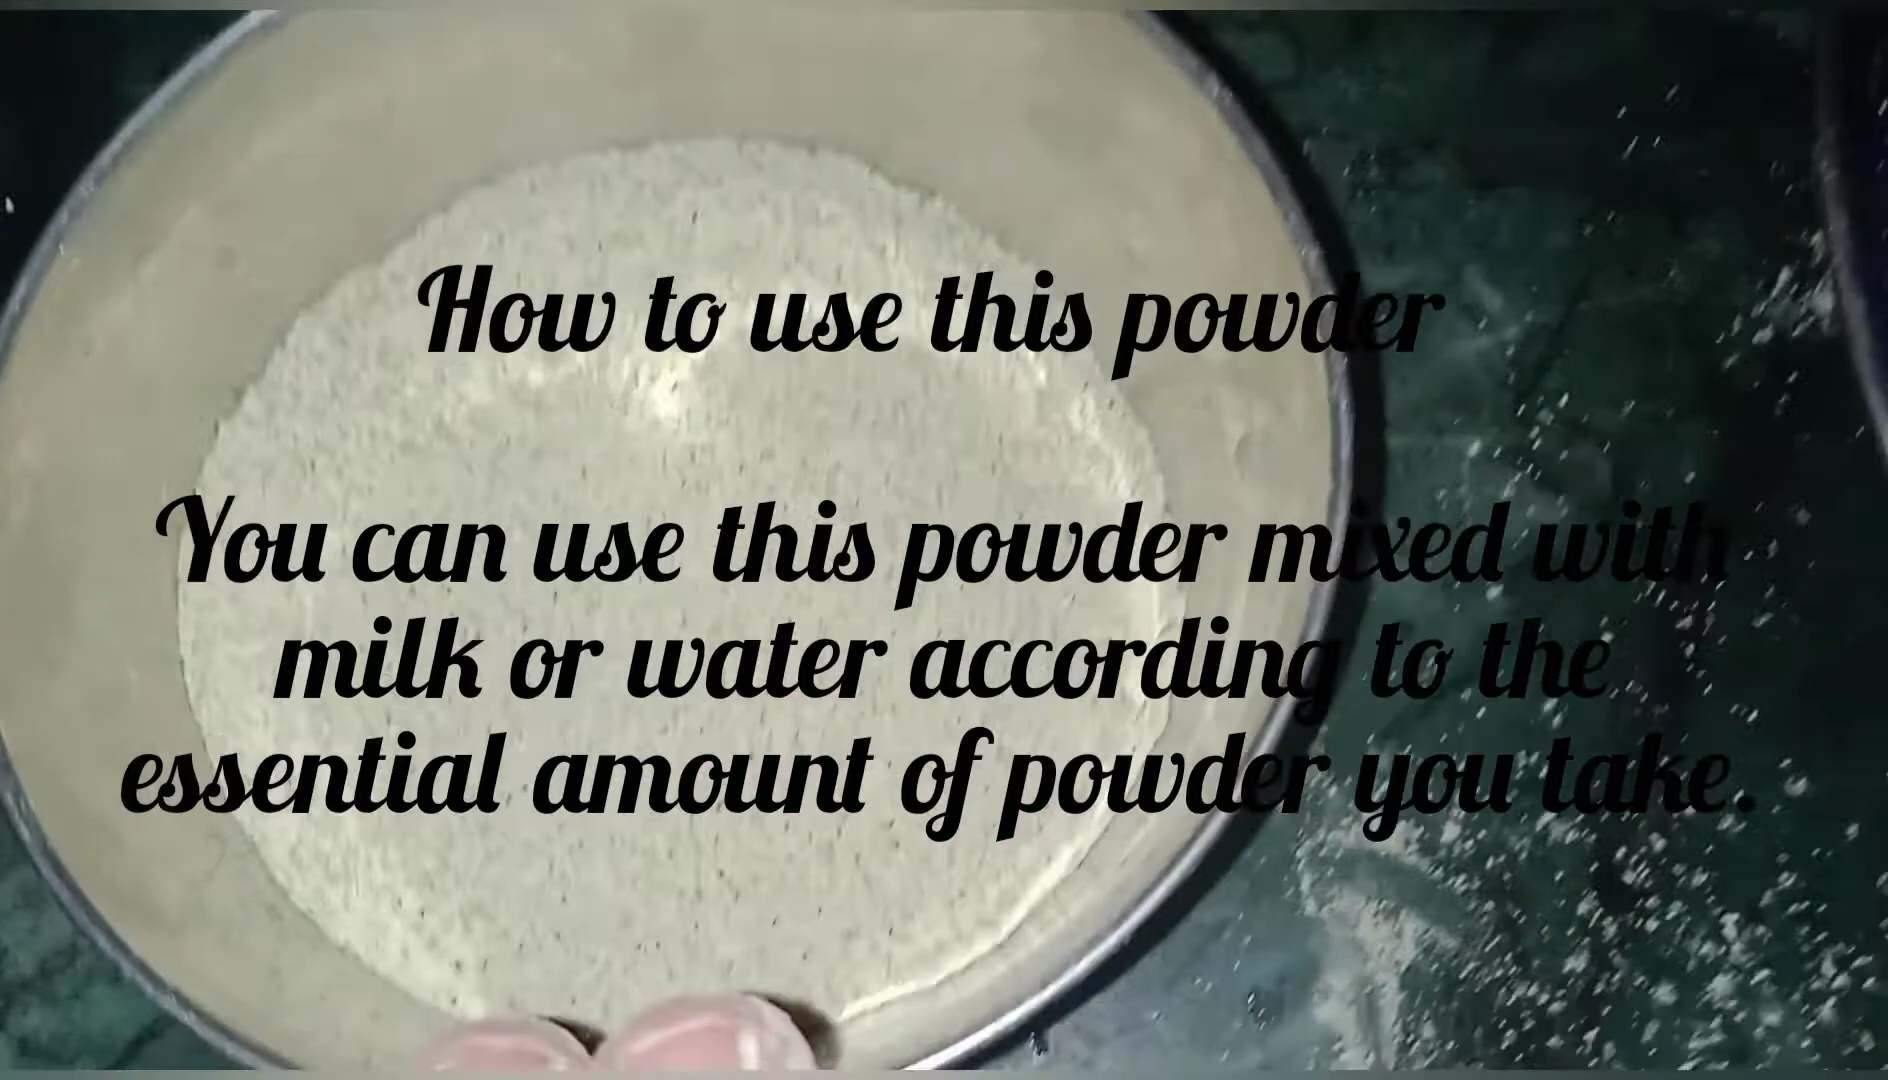 How to use this powder
You can use this powder mixed with
milk or water according to the
essential amount of powder you take.